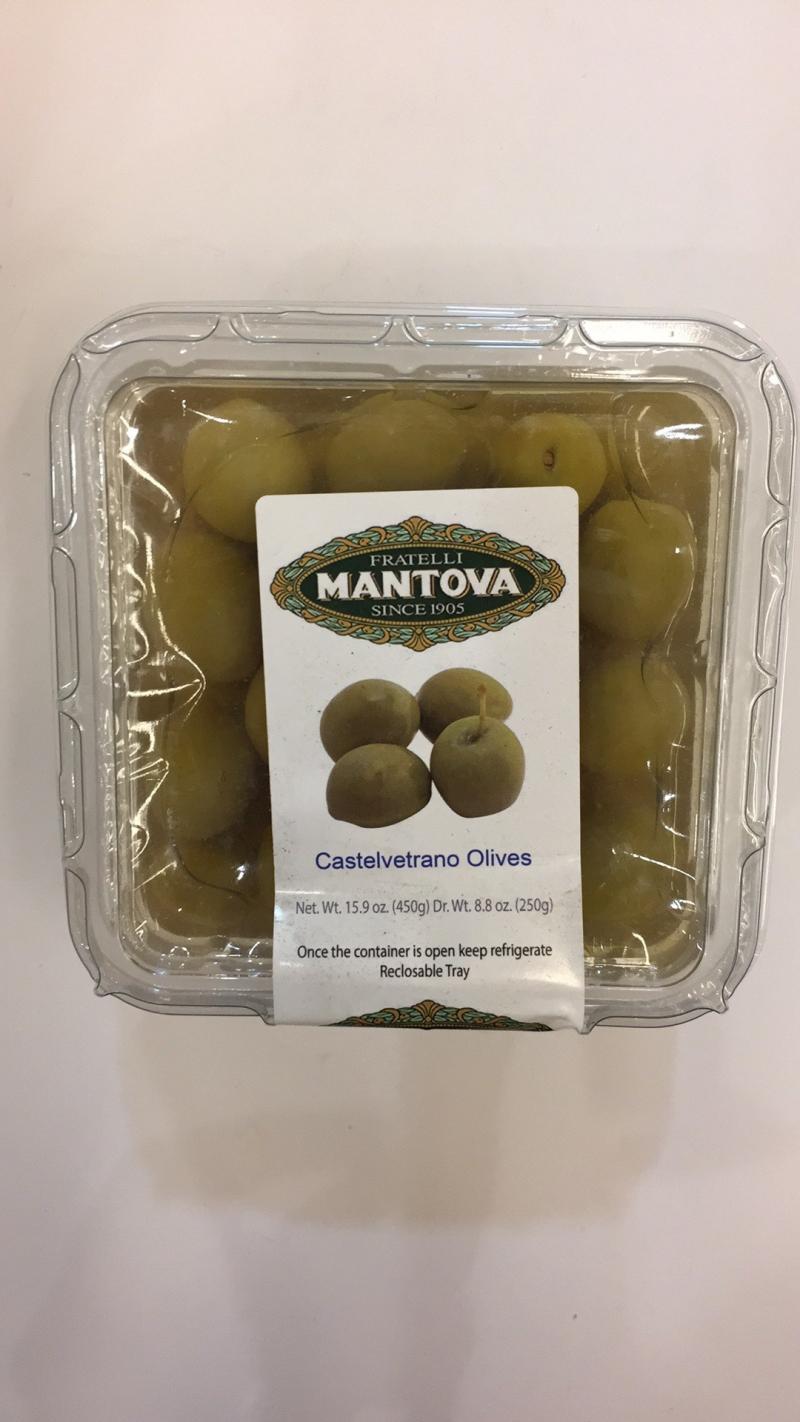 FRATELLI
MANTOVA
SINCE 1905
Castelvetrano Olives
Net. Wt. 15.9 oz. (450g) Dr. Wt. 8.8 oz. (250g)
Once the container is open keep refrigerate
Reclosable Tray